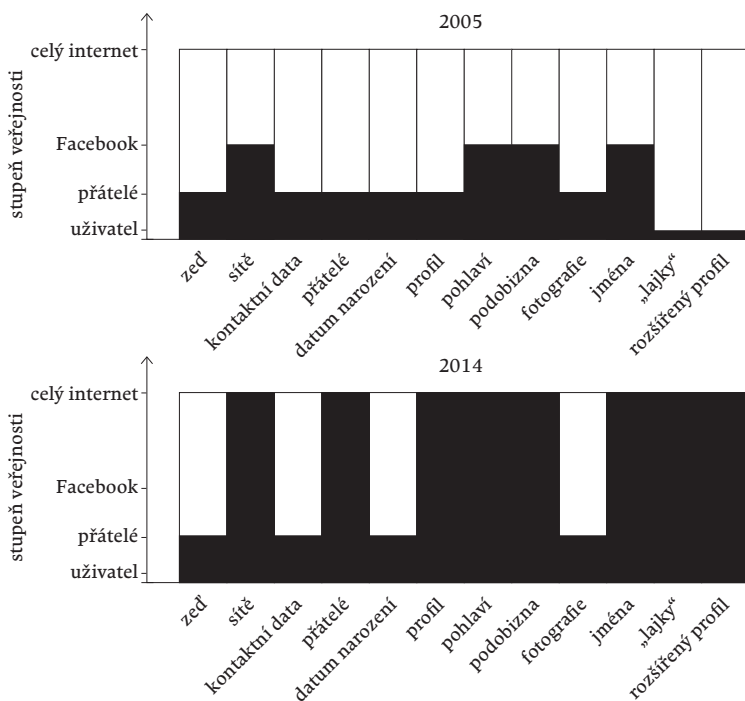 2005
stupeň veřejnosti
celý internet
Facebook
přátelé
uživatel
zeď
sítě
kontaktní data
přátelé
datum narození
profil
pohlaví
podobizna
fotografie
jména
„lajky“
rozšířený profil
2014
stupeň veřejnosti
celý internet
Facebook
přátelé
uživatel
zeď
sítě
kontaktní data
přátelé
datum narození
profil
pohlaví
podobizna
fotografie
jména
„lajky“
rozšířený profil